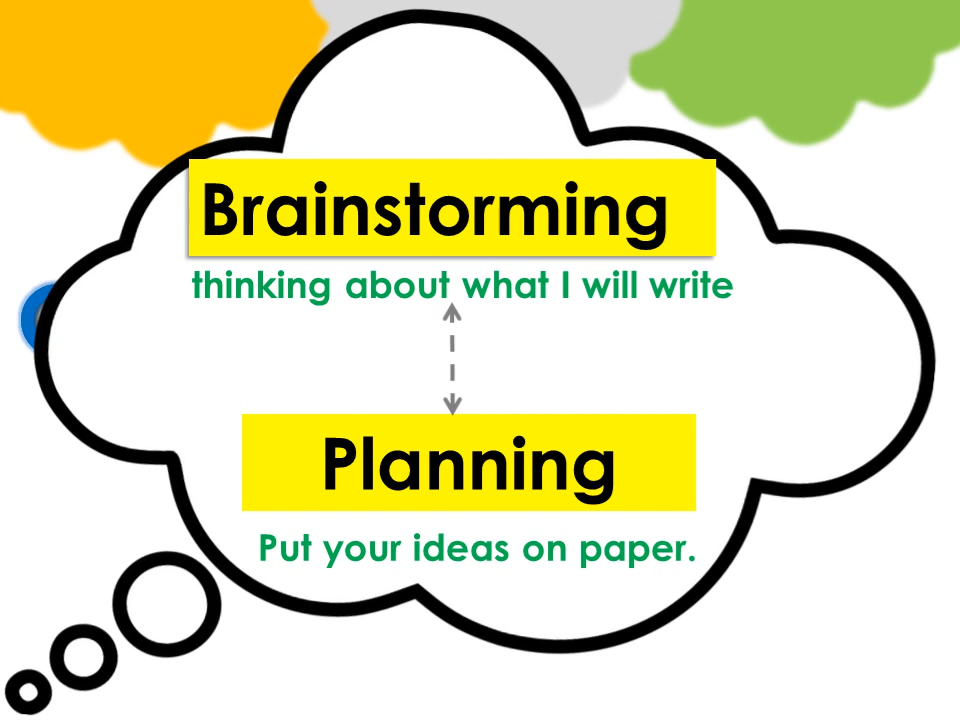 Brainstorming
thinking about what I will write
Planning
Put your ideas on paper.